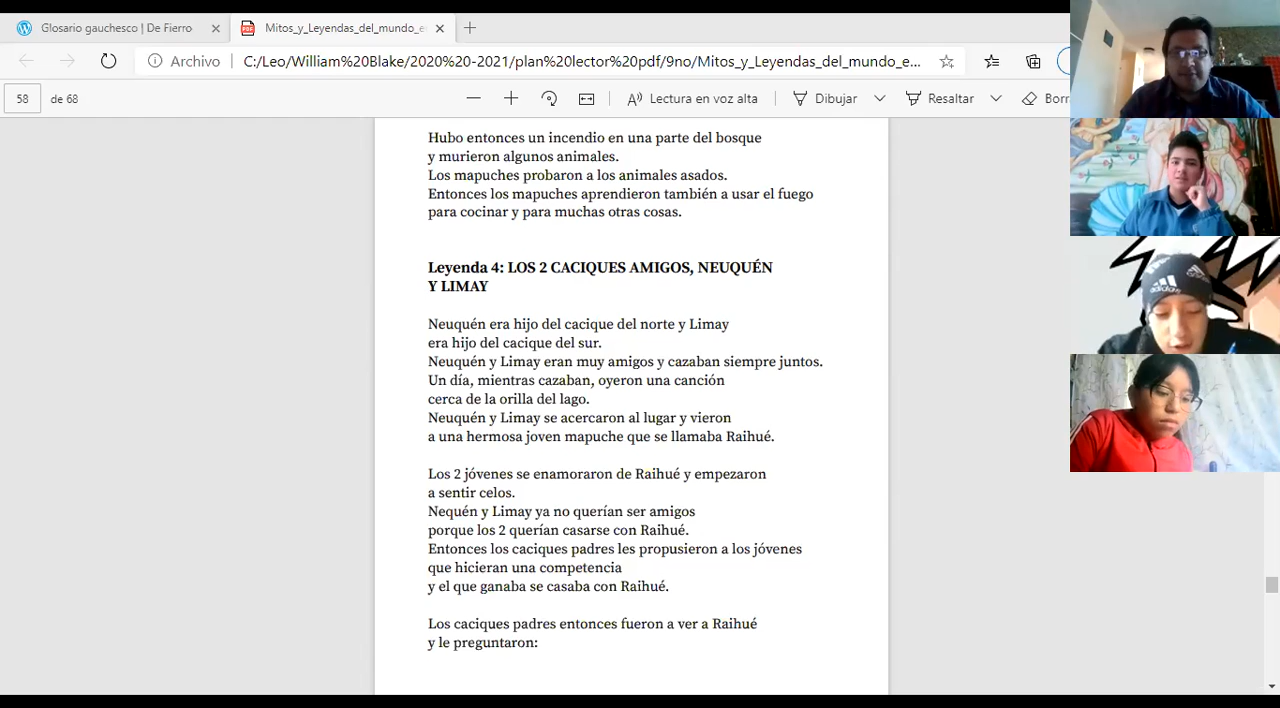 Glosario gauchesco | De Fierro
Mitos_y_Leyendas_del_mundo_e
Archivo
C:/Leo/William%20Blake/2020%20-2021/plan%20lector%20pdf/9no/Mitos_y_Leyendas_del_mundo_e...
58 de 68
Lectura en voz alta
Dibujar
Resaltar
Borr
Hubo entonces un incendio en una parte del bosque
y murieron algunos animales.
Los mapuches probaron a los animales asados.
Entonces los mapuches aprendieron también a usar el fuego
para cocinar y para muchas otras cosas.
Leyenda 4: LOS 2 CACIQUES AMIGOS, NEUQUÉN
Y LIMAY
Neuquén era hijo del cacique del norte y Limay
era hijo del cacique del sur.
Neuquén y Limay eran muy amigos y cazaban siempre juntos.
Un día, mientras cazaban, oyeron una canción
cerca de la orilla del lago.
Neuquén y Limay se acercaron al lugar y vieron
a una hermosa joven mapuche que se llamaba Raihué.
Los 2 jóvenes se enamoraron de Raihué y empezaron
a sentir celos.
Nequén y Limay ya no querían ser amigos
porque los 2 querían casarse con Raihué.
Entonces los caciques padres les propusieron a los jóvenes
que hicieran una competencia
y el que ganaba se casaba con Raihué.
Los caciques padres entonces fueron a ver a Raihué
y le preguntaron:
adidas